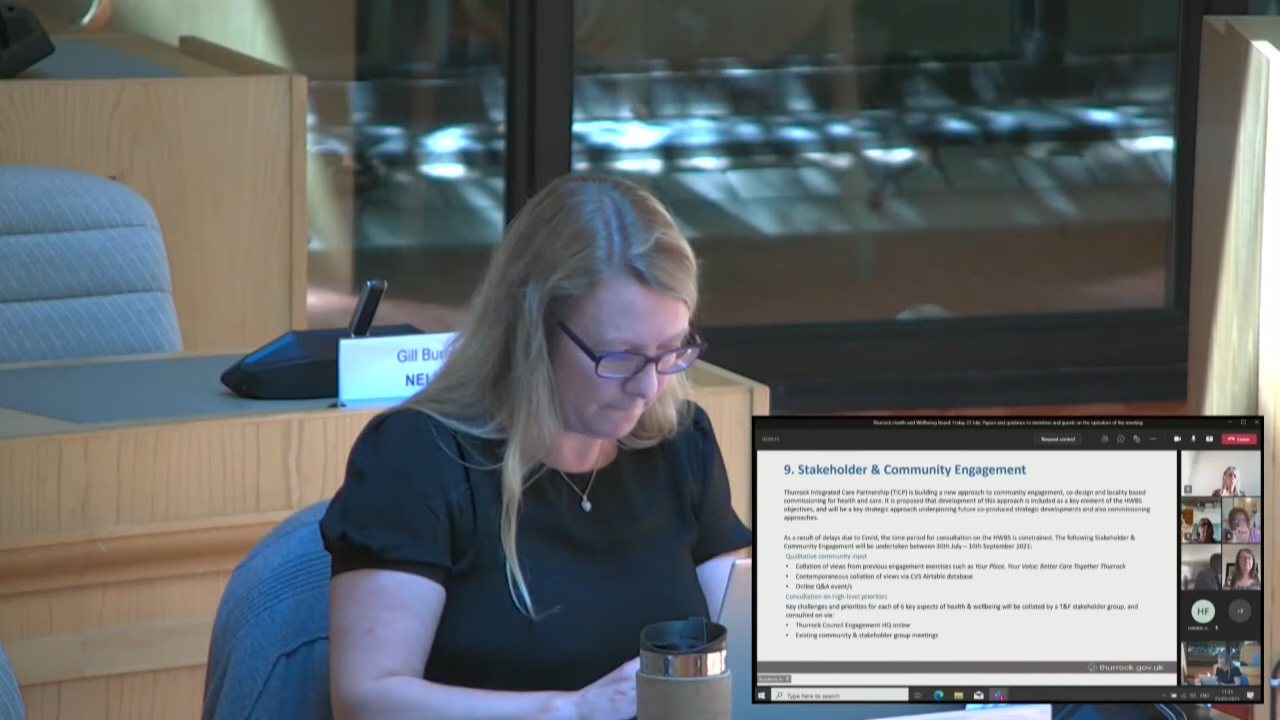 Gill Bu
NEL
Thurrock Health and Wellbeing Board: Friday 23 July: Papers and guidance to members and guests on the operation of the meeting
Request control
Leave
9. Stakeholder & Community Engagement
Thurrock Integrated Care Partnership (TICP) is building a new approach to community engagement, co-design and locality based
commissioning for health and care. It is proposed that development of this approach is included as a key element of the HWBS
objectives, and will be a key strategic approach underpinning future co-produced strategic developments and also commissioning
approaches.
As a result of delays due to Covid, the time period for consultation on the HWBS is constrained. The following Stakeholder &
Community Engagement will be undertaken between 30th July – 10th September 2021:
Qualitative community input
• Collation of views from previous engagement exercises such as Your Place, Your Voice; Better Care Together Thurrock
• Contemporaneous collation of views via CVS Airtable database
• Online Q&A event/s
Consultation on high-level priorities
Key challenges and priorities for each of 6 key aspects of health & wellbeing will be collated by a T&F stakeholder group, and
consulted on via:
• Thurrock Council Engagement HQ online
• Existing community & stakeholder group meetings
thurrock.gov.uk
HF
Type here to search